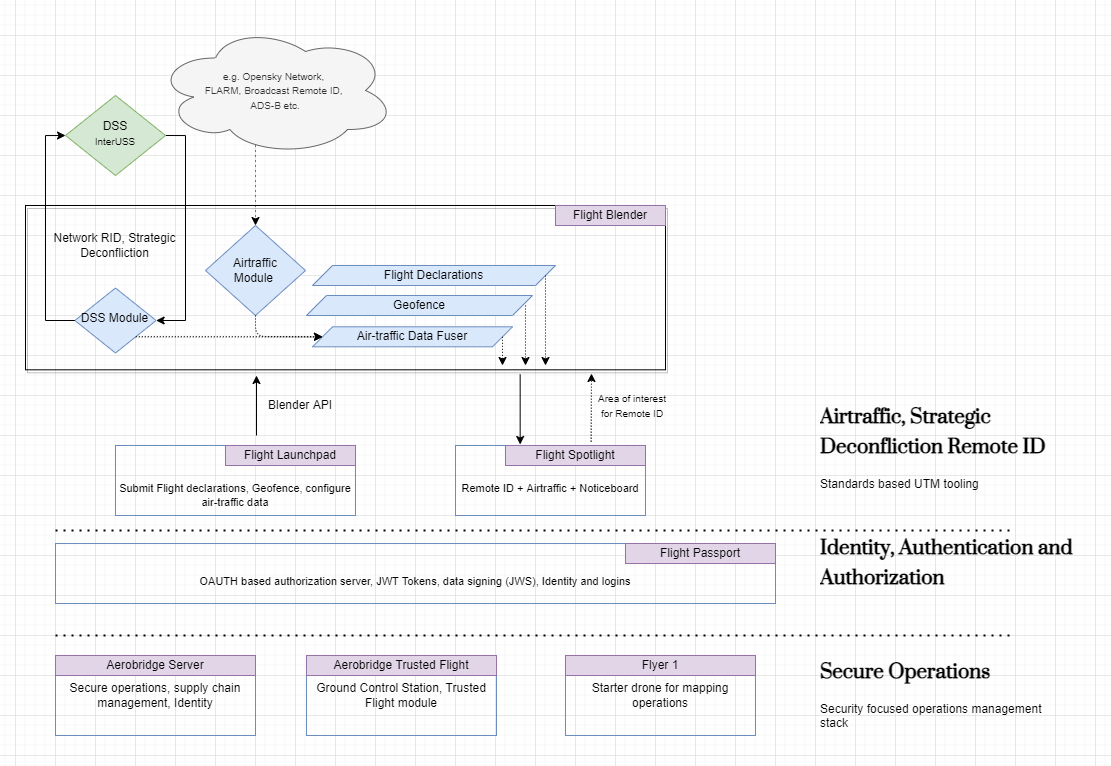 e.g. Opensky Network,
FLARM, Broadcast Remote ID,
ADS-B etc.
DSS
InterUSS
Flight Blender
Network RID, Strategic
Deconfliction
Airtraffic
Module
Flight Declarations
Geofence
DSS Module
Air-traffic Data Fuser
Blender API
Area of interest
for Remote ID
Airtraffic, Strategic
Deconfliction Remote ID
Standards based UTM tooling
Flight Launchpad
Submit Flight declarations, Geofence, configure
air-traffic data
Flight Spotlight
Remote ID + Airtraffic + Noticeboard
Flight Passport
OAUTH based authorization server, JWT Tokens, data signing (JWS), Identity and logins
Identity, Authentication and
Authorization
Aerobridge Server
Secure operations, supply chain
management, Identity
Aerobridge Trusted Flight
Ground Control Station, Trusted
Flight module
Flyer 1
Starter drone for mapping
operations
Secure Operations
Security focused operations management
stack